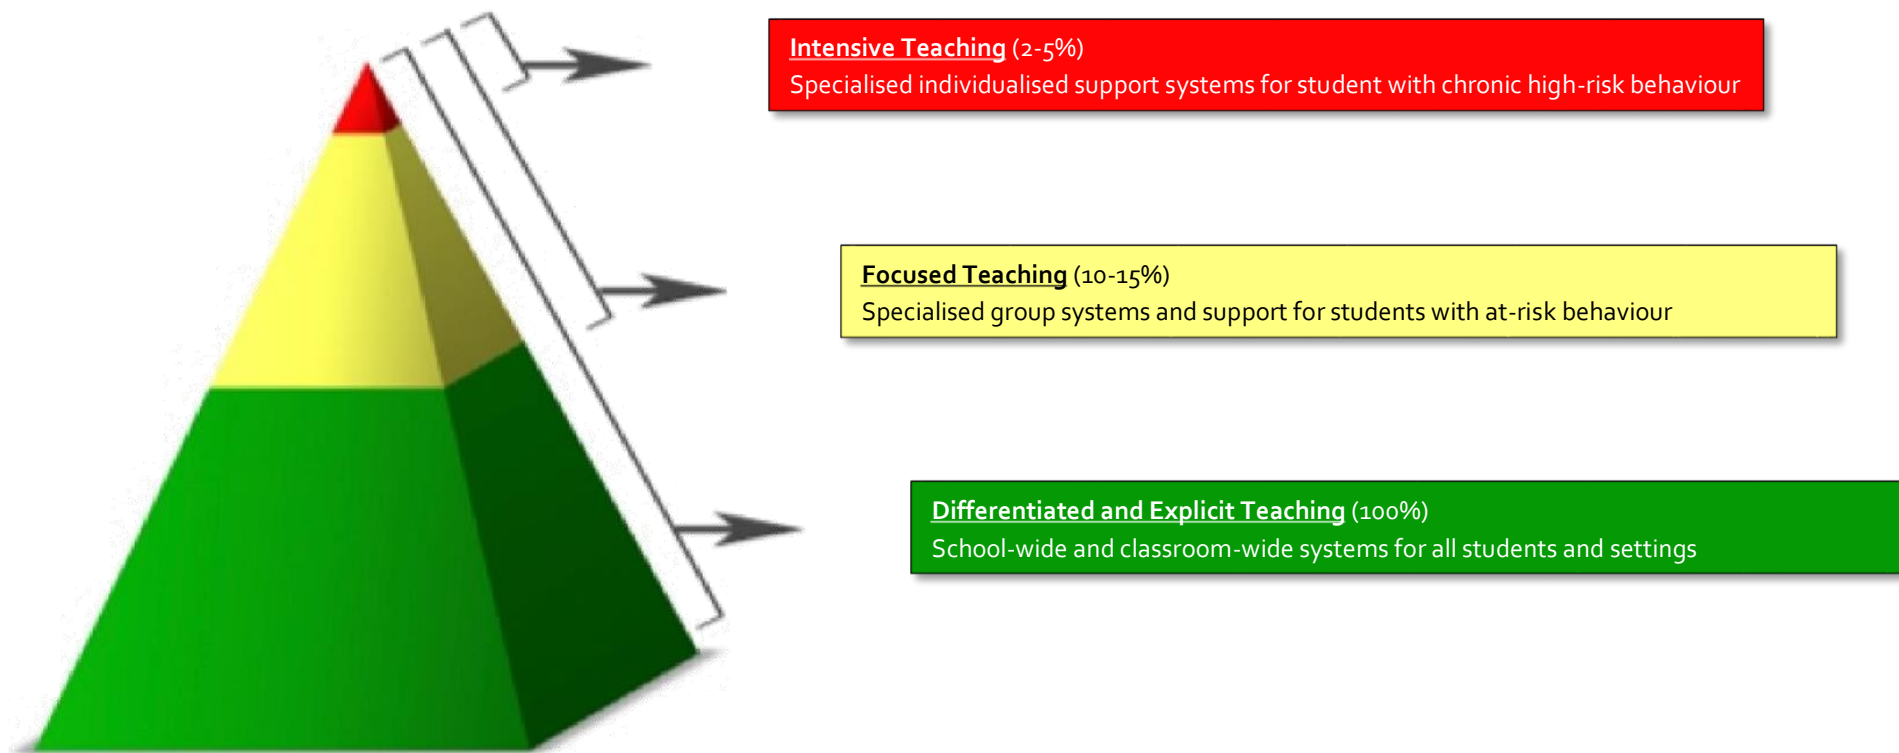 Intensive Teaching (2-5%)
Specialised individualised support systems for student with chronic high-risk behaviour
Focused Teaching (10-15%)
Specialised group systems and support for students with at-risk behaviour
Differentiated and Explicit Teaching (100%)
School-wide and classroom-wide systems for all students and settings